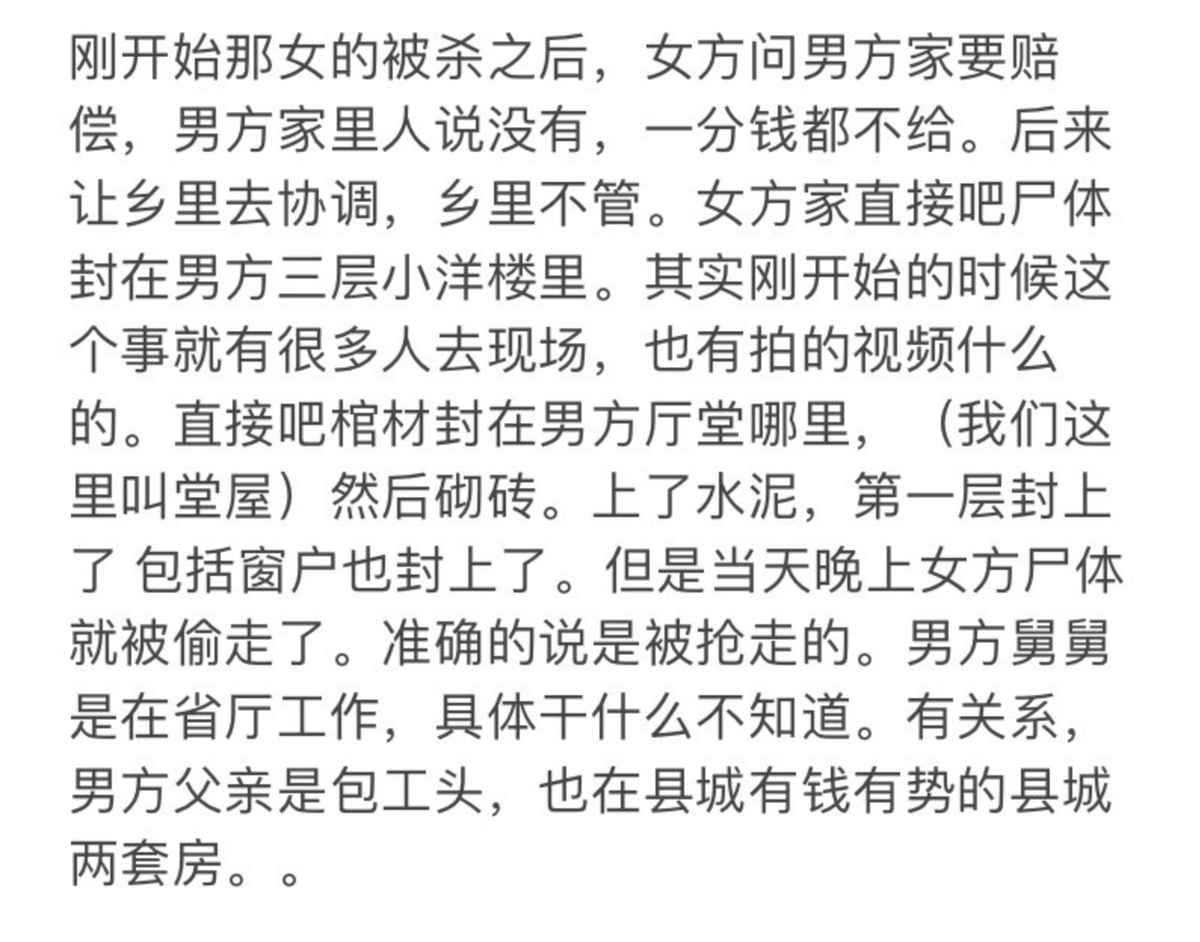 刚开始那女的被杀之后，女方问男方家要赔
偿，男方家里人说没有，一分钱都不给。后来
让乡里去协调，乡里不管。女方家直接吧尸体
封在男方三层小洋楼里。其实刚开始的时候这
个事就有很多人去现场，也有拍的视频什么
的。直接吧棺材封在男方厅堂哪里，（我们这
里叫堂屋）然后砌砖。上了水泥，第一层封上
了 包括窗户也封上了。但是当天晚上女方尸体
就被偷走了。准确的说是被抢走的。男方舅舅
是在省厅工作，具体干什么不知道。有关系，
男方父亲是包工头，也在县城有钱有势的县城
两套房。。